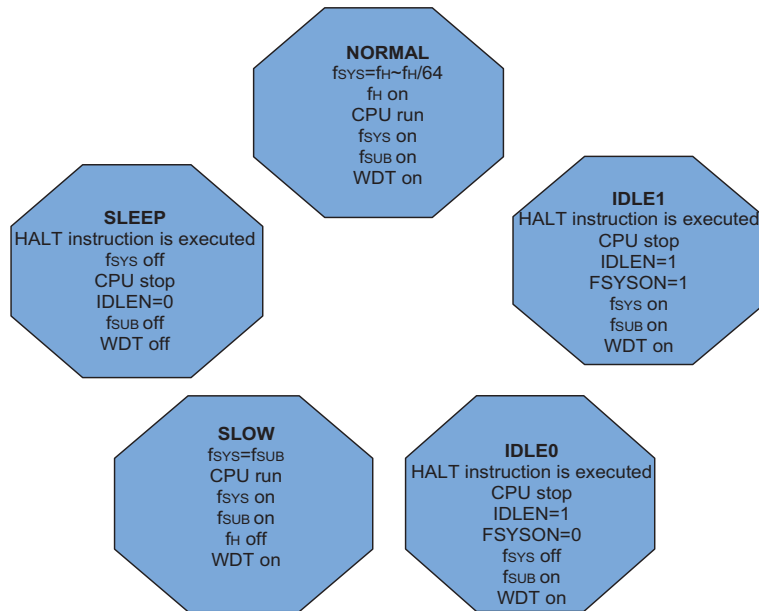 NORMAL
fSYS=fH~fH/64
fH on
CPU run
fSYS on
fSUB on
WDT on
SLEEP
HALT instruction is executed
fSYS off
CPU stop
IDLEN=0
fSUB off
WDT off
IDLE1
HALT instruction is executed
CPU stop
IDLEN=1
FSYSON=1
fSYS on
fSUB on
WDT on
SLOW
fSYS=fSUB
CPU run
fSYS on
fSUB on
fH off
WDT on
IDLE0
HALT instruction is executed
CPU stop
IDLEN=1
FSYSON=0
fSYS off
fSUB on
WDT on